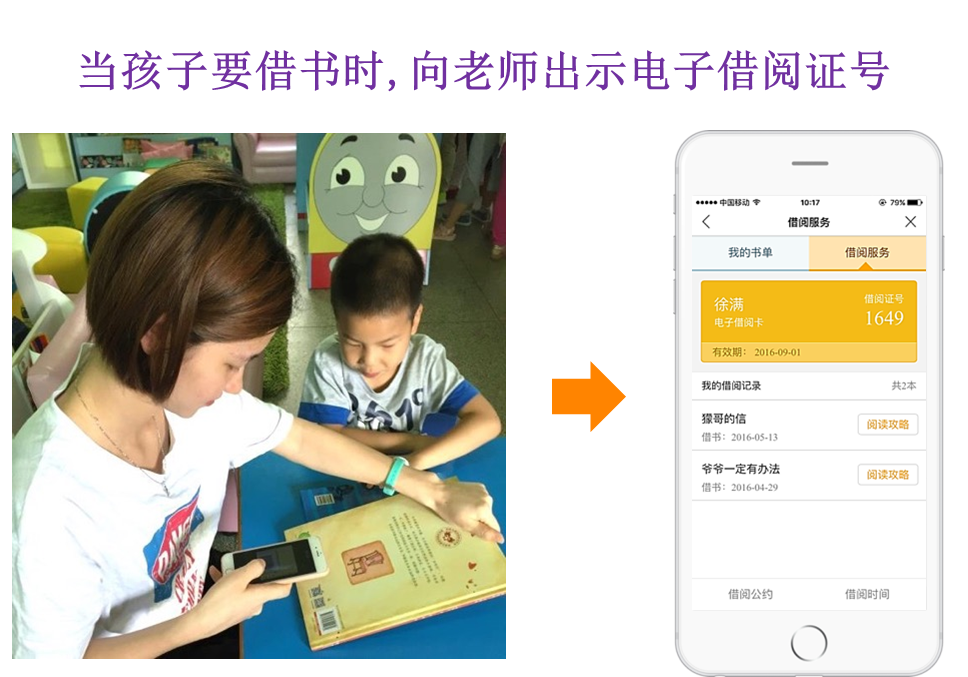 当孩子要借书时,向老师出示电子借阅证号
中国移动
10:17
79%
借阅服务
我的书单
借阅服务
徐满
借阅证号
电子借阅卡
1649
有效期： 2016-09-01
我的借阅记录
共2本
獴哥的信
阅读攻略
借书：2016-05-13
爷爷一定有办法
阅读攻略
借书：2016-04-29
借阅公约
借阅时间